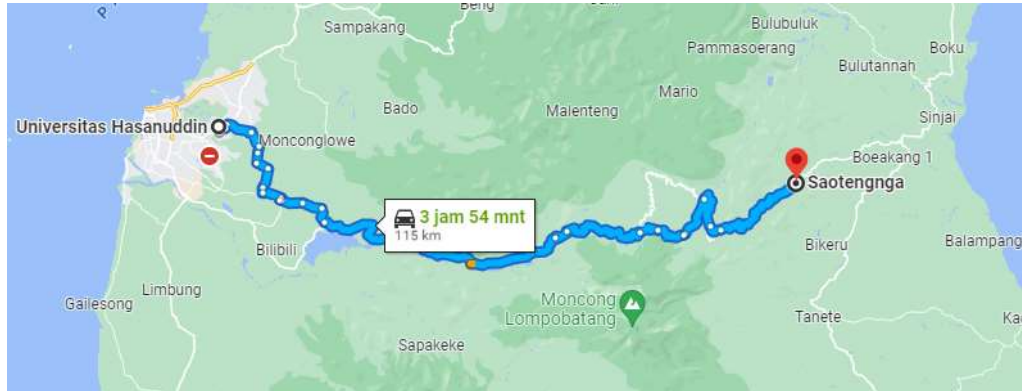 Beng
Sampakang
Bulubuluk
Pammasoerang
Boku
Bulutannah
Mario
Bado
Malenteng
Sinjai
Universitas Hasanuddin
Monconglowe
Boeakang 1
Saotengnga
3 jam 54 mnt
115 km
Bilibili
Bikeru
Balampang
Limbung
Gailesong
Moncong
Lompobatang
Tanete
Sapakeke